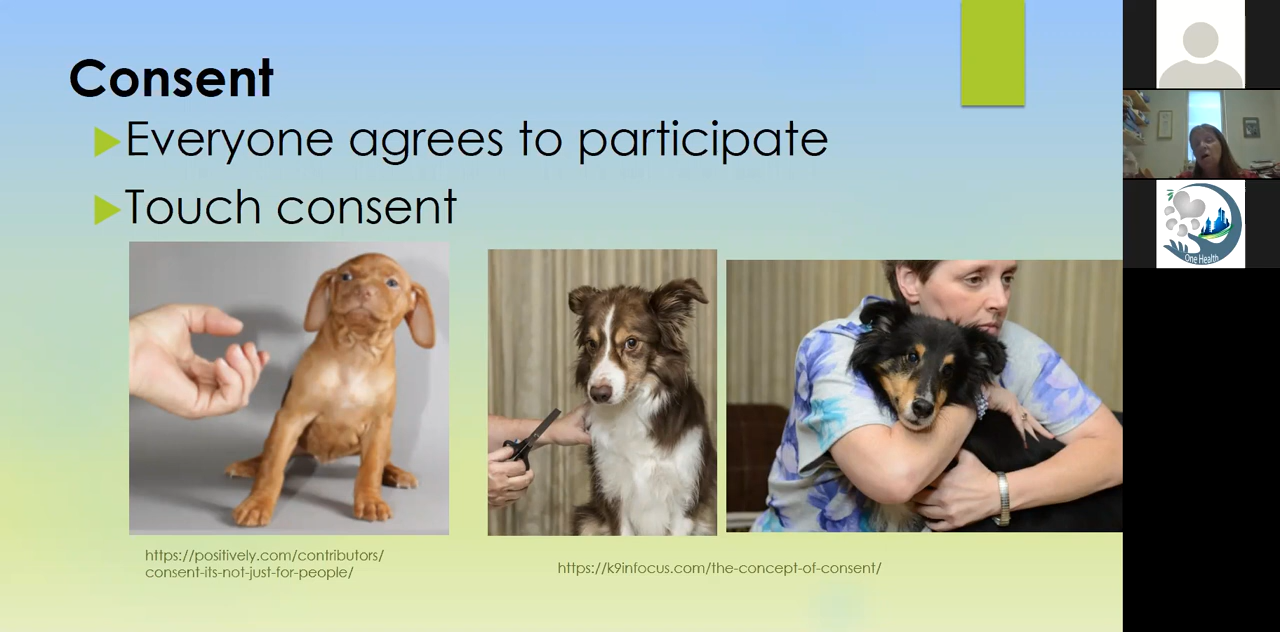 Consent
Everyone agrees to participate
Touch consent
https://positively.com/contributors/
consent-its-not-just-for-people/
https://k9infocus.com/the-concept-of-consent/
One Health